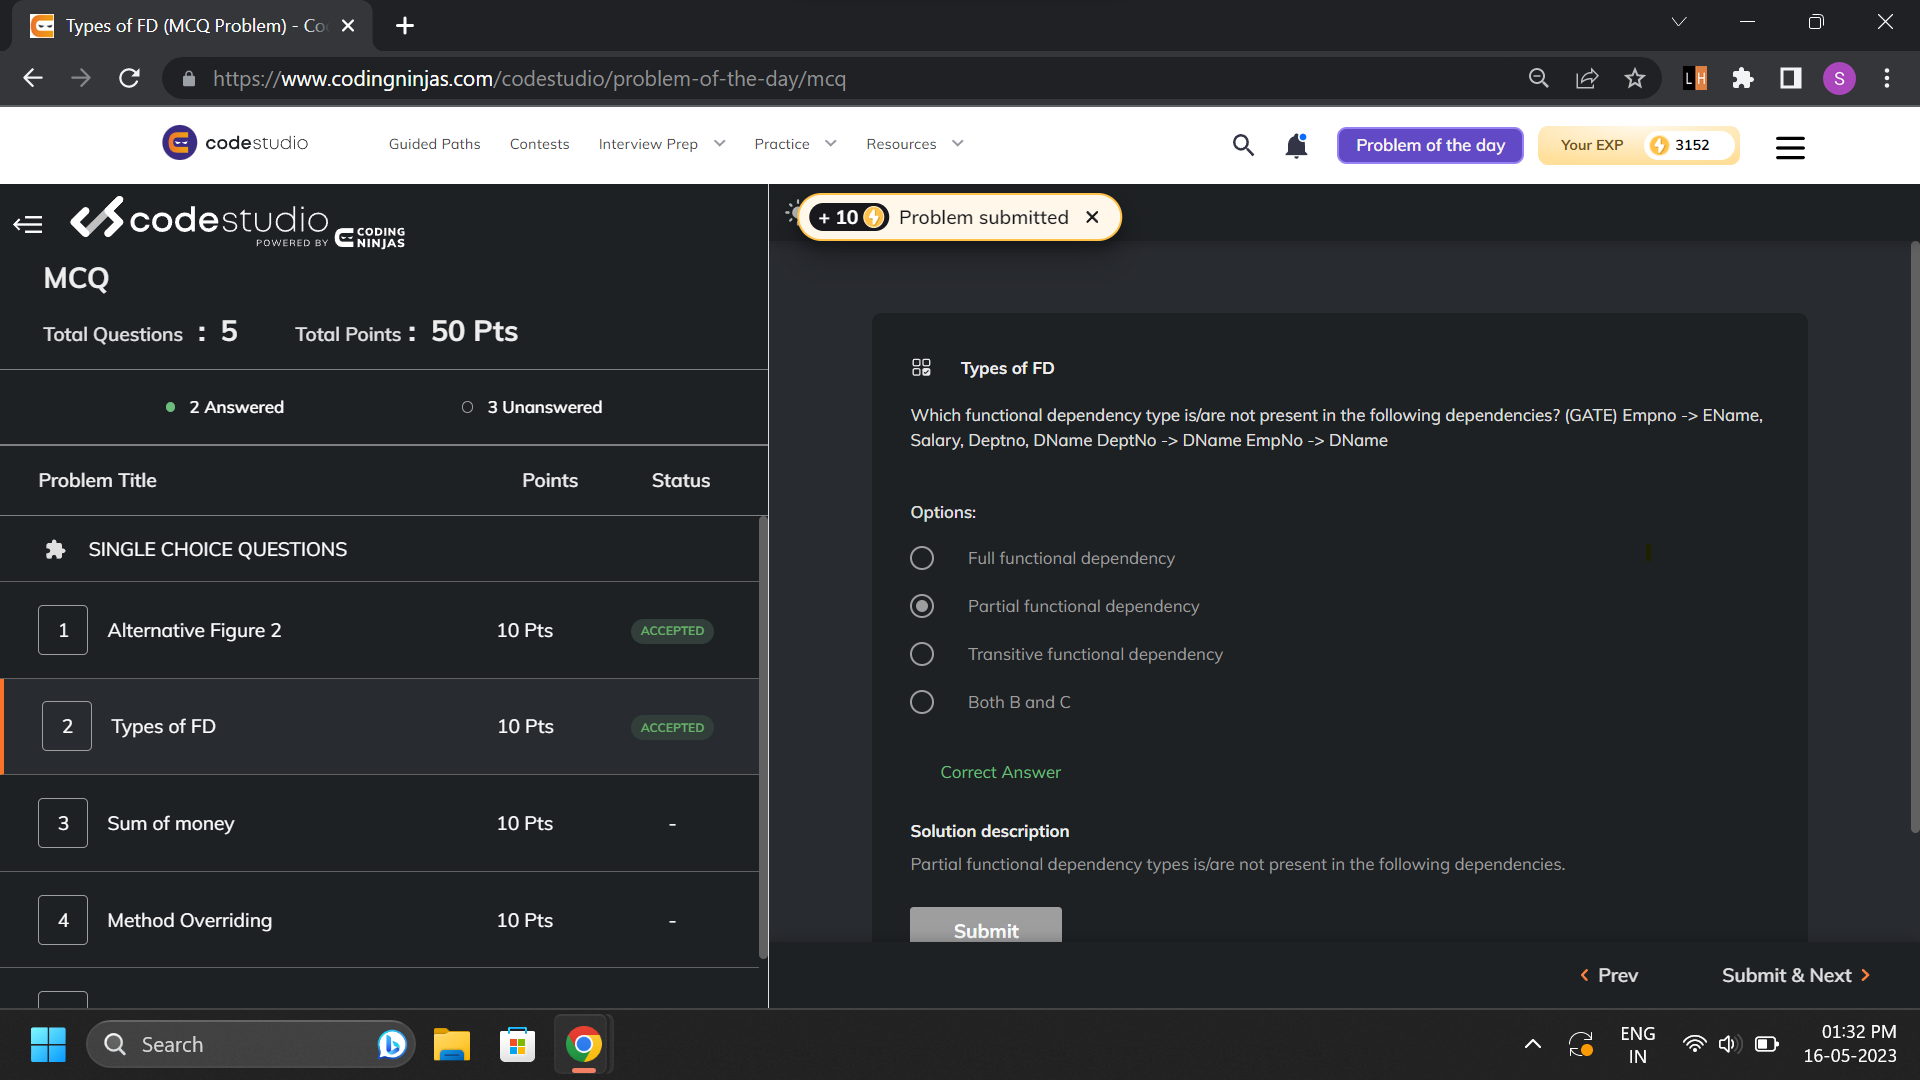 Types of FD (MCQ Problem) - Co
https://www.codingninjas.com/codestudio/problem-of-the-day/mcq
L H
S
codestudio
Guided Paths
Contests
Interview Prep
Practice
Resources
Problem of the day
Your EXP
3152
codestudio
POWERED BY CODING NINJAS
+ 10
Problem submitted
MCQ
Total Questions : 5
Total Points : 50 Pts
2 Answered
3 Unanswered
Problem Title
Points
Status
SINGLE CHOICE QUESTIONS
1
Alternative Figure 2
10 Pts
ACCEPTED
2
Types of FD
10 Pts
ACCEPTED
3
Sum of money
10 Pts
-
4
Method Overriding
10 Pts
-
Types of FD
Which functional dependency type is/are not present in the following dependencies? (GATE) Empno -> EName,
Salary, Deptno, DName DeptNo -> DName EmpNo -> DName
Options:
Full functional dependency
Partial functional dependency
Transitive functional dependency
Both B and C
Correct Answer
Solution description
Partial functional dependency types is/are not present in the following dependencies.
Submit
Prev
Submit & Next
Search
ENG
IN
01:32 PM
16-05-2023